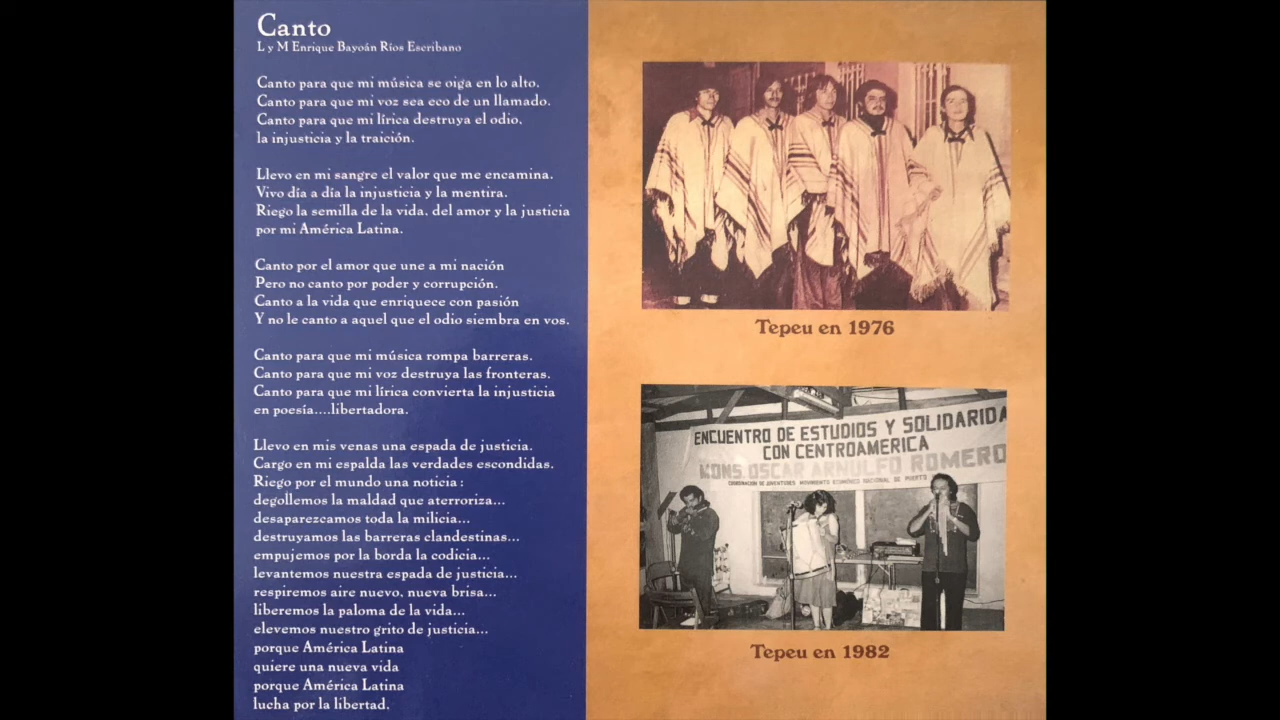 Canto
L y M Enrique Bayoán Ríos Escribano
Canto para que mi música se oiga en lo alto.
Canto para que mi voz sea eco de un llamado.
Canto para que mi lírica destruya el odio,
la injusticia y la traición.
Llevo en mi sangre el valor que me encamina.
Vivo día a día la injusticia y la mentira.
Riego la semilla de la vida, del amor y la justicia
por mi América Latina.
Canto por el amor que une a mi nación
Pero no canto por poder y corrupción.
Canto a la vida que enriquece con pasión
Y no le canto a aquel que el odio siembra en vos.
Canto para que mi música rompa barreras.
Canto para que mi voz destruya las fronteras.
Canto para que mi lírica convierta la injusticia
en poesía....libertadora.
Llevo en mis venas una espada de justicia.
Cargo en mi espalda las verdades escondidas.
Riego por el mundo una noticia :
degollemos la maldad que aterroriza...
desaparezcamos toda la milicia...
destruyamos las barreras clandestinas...
empujemos por la borda la codicia...
levantemos nuestra espada de justicia...
respiremos aire nuevo, nueva brisa...
liberemos la paloma de la vida...
elevemos nuestro grito de justicia...
porque América Latina
quiere una nueva vida
porque América Latina
lucha por la libertad.
Tepeu en 1976
ENCUENTRO DE ESTUDIOS Y SOLIDARIDA
CON CENTROAMERICA
MONS. OSCAR ARNULFO ROMERO
MOVIMIENTO ECUMENICO NACIONAL DE PUERTO
Tepeu en 1982